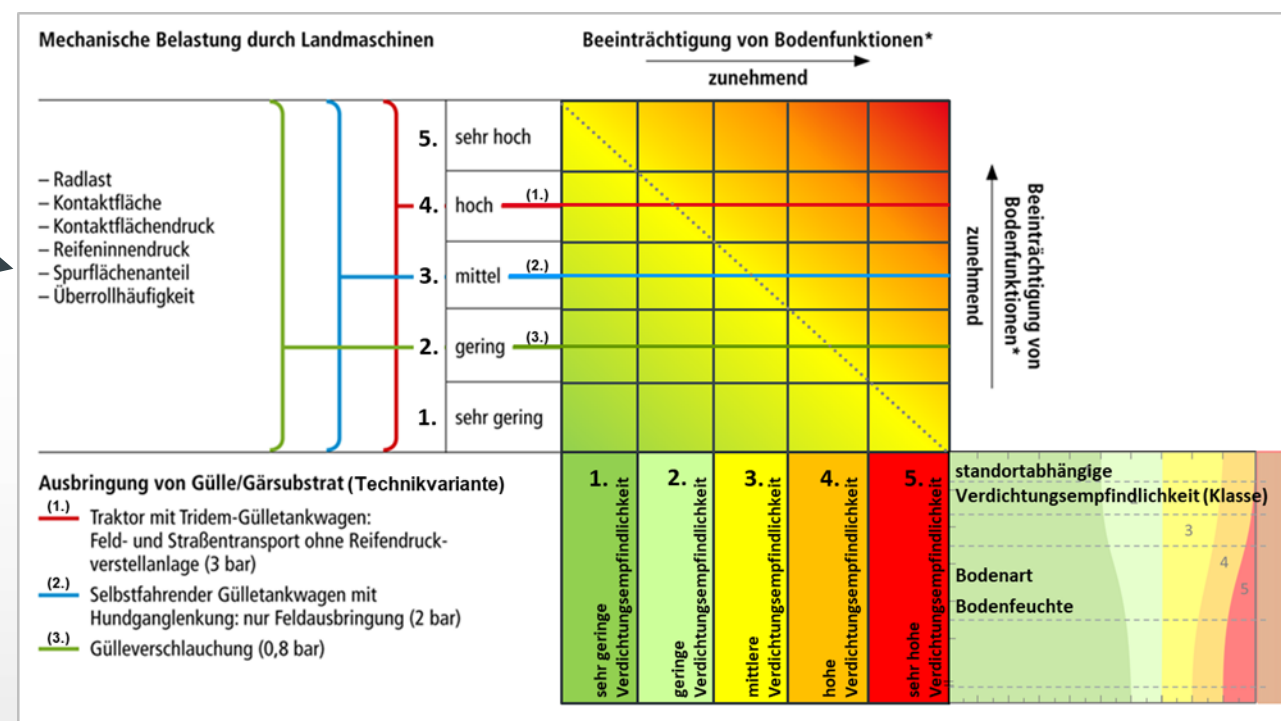 Mechanische Belastung durch Landmaschinen
Beeinträchtigung von Bodenfunktionen*
zunehmend
– Radlast
– Kontaktfläche
– Kontaktflächendruck
– Reifeninnendruck
– Spurflächenanteil
– Überrollhäufigkeit
5. sehr hoch
4. hoch (1.)
3. mittel (2.)
2. gering (3.)
1. sehr gering
Beeinträchtigung von
Bodenfunktionen*
zunehmend
Ausbringung von Gülle/Gärsubstrat (Technikvariante)
(1.) Traktor mit Tridem-Gülletankwagen:
Feld- und Straßentransport ohne Reifendruck-
verstellanlage (3 bar)
(2.) Selbstfahrender Gülletankwagen mit
Hundganglenkung: nur Feldausbringung (2 bar)
(3.) Gülleverschlauchung (0,8 bar)
1.
sehr geringe
Verdichtungsempfindlichkeit
2.
geringe
Verdichtungsempfindlichkeit
3.
mittlere
Verdichtungsempfindlichkeit
4.
hohe
Verdichtungsempfindlichkeit
5.
sehr hohe
Verdichtungsempfindlichkeit
standortabhängige
Verdichtungsempfindlichkeit (Klasse)
3
4
5
Bodenart
Bodenfeuchte